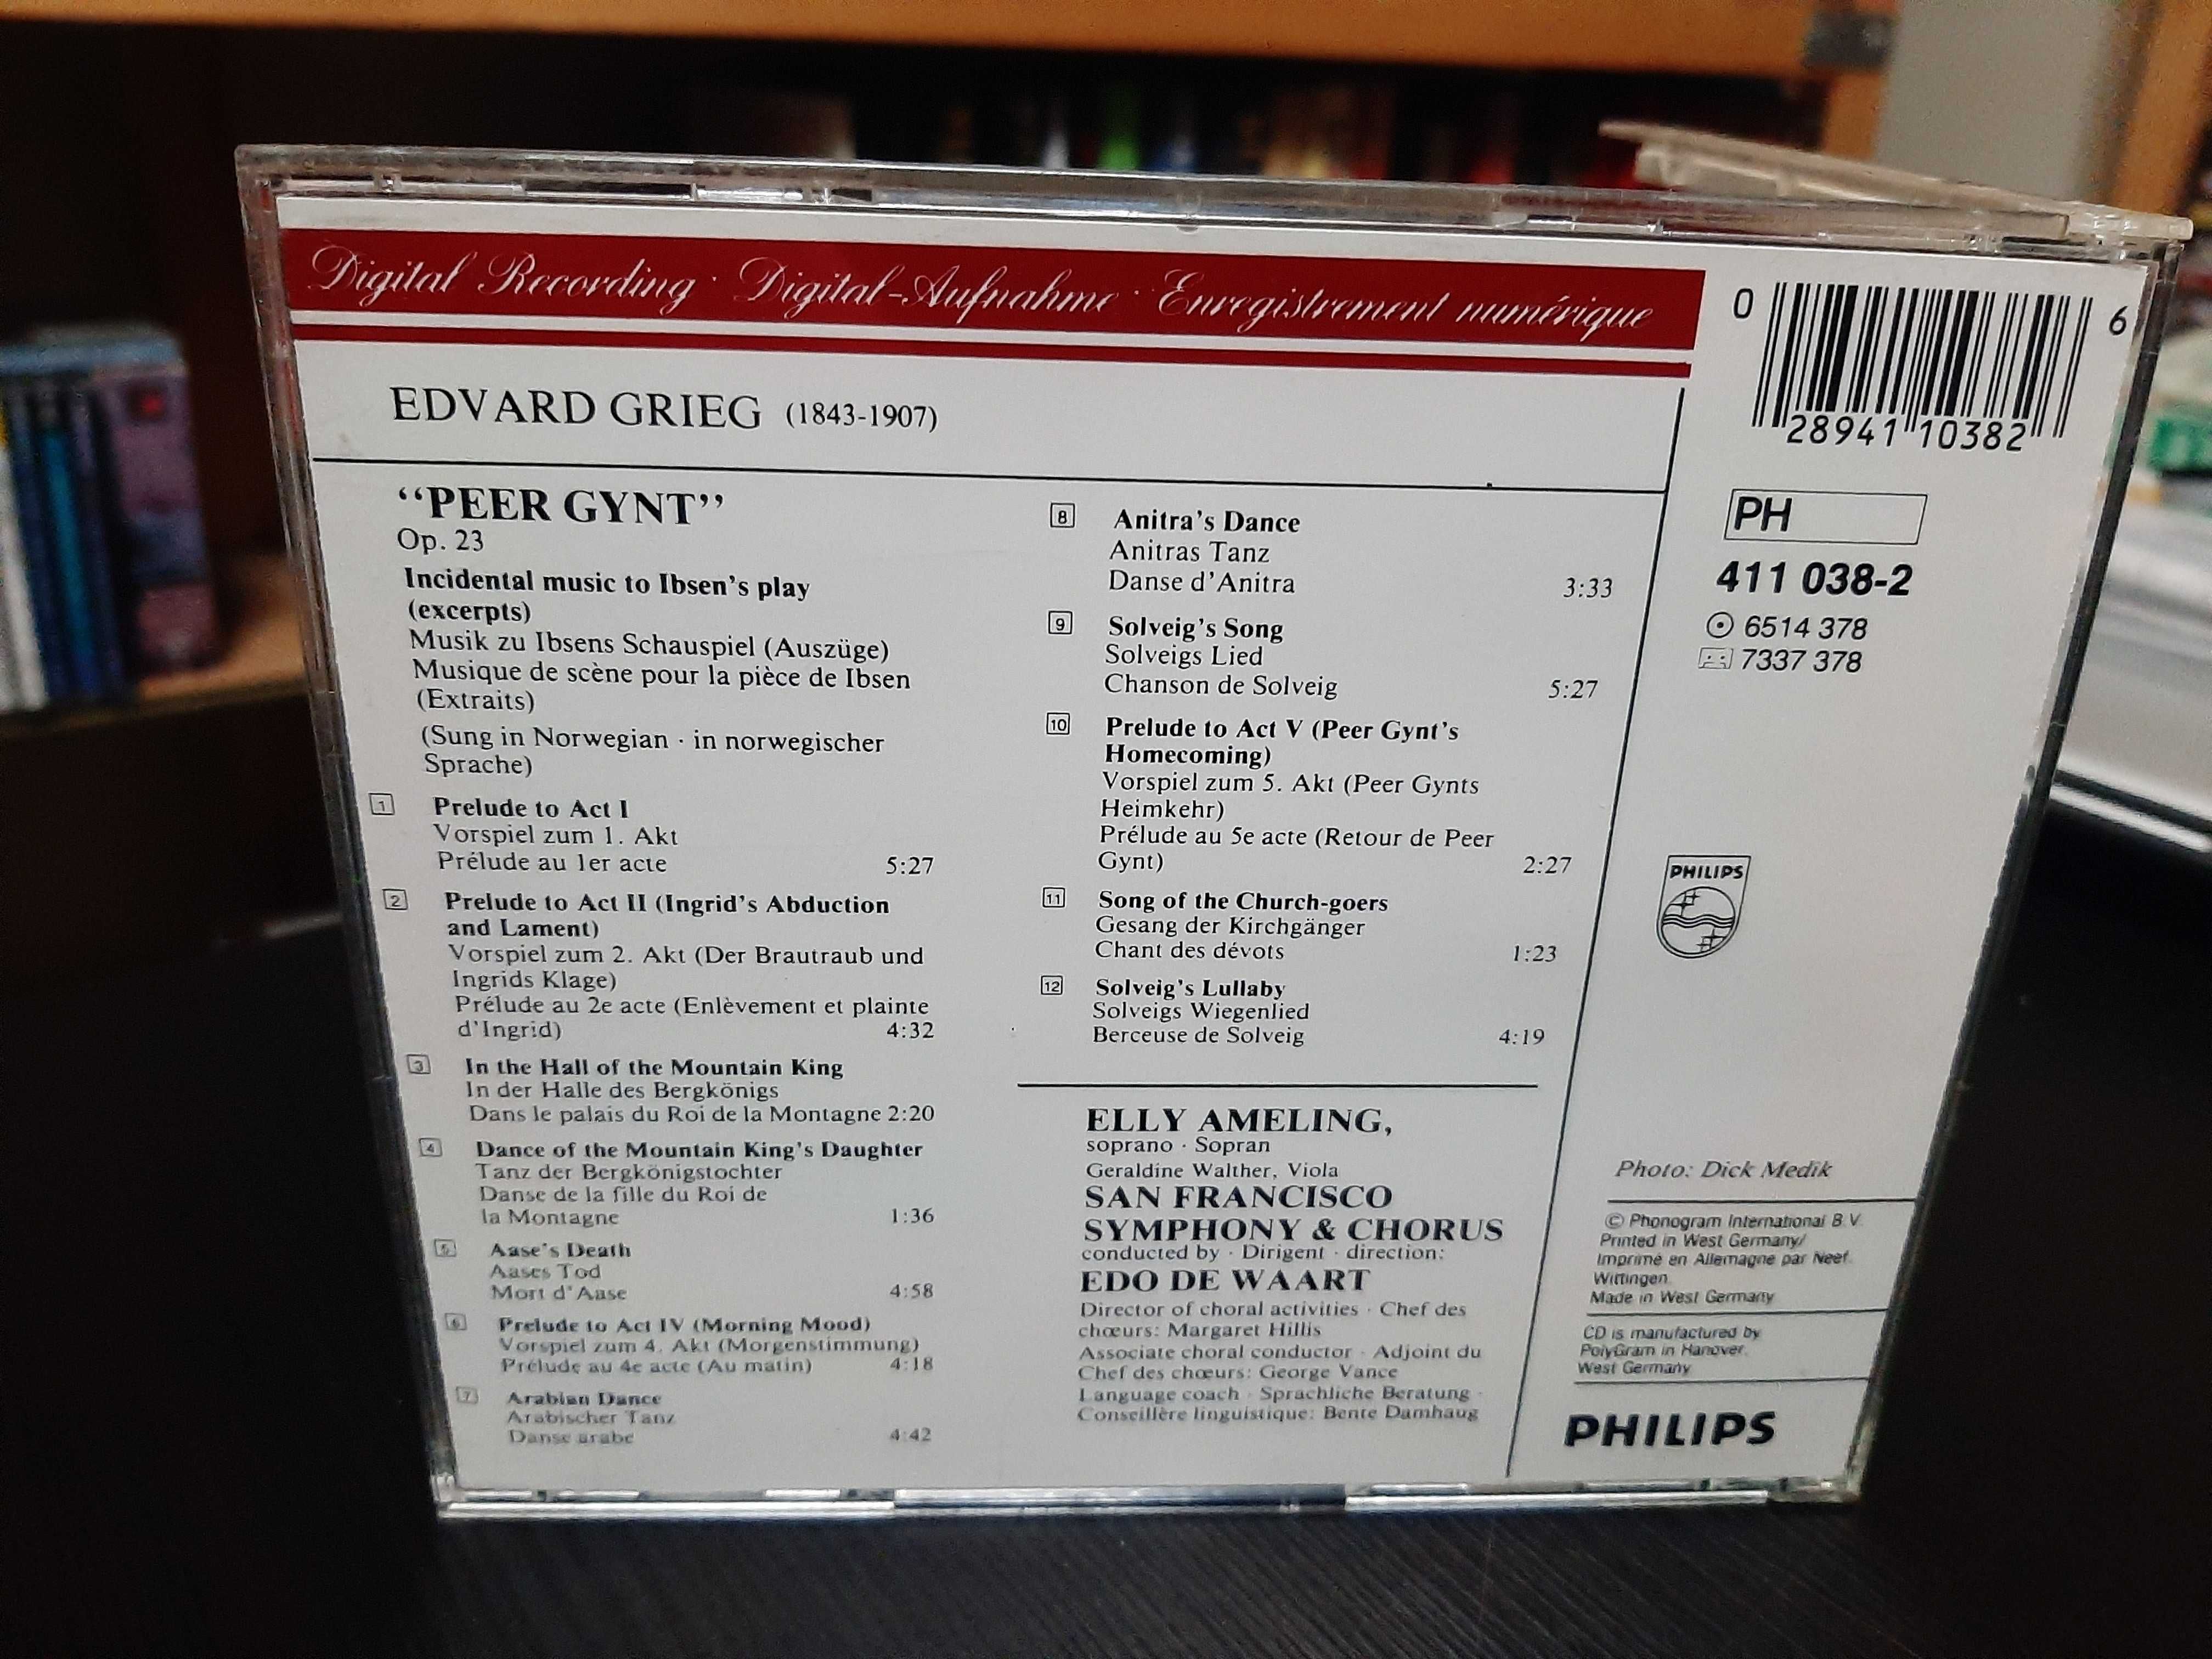 Digital Recording · Digital-Aufnahme · Enregistrement numérique
EDVARD GRIEG (1843-1907)
“PEER GYNT”
Op. 23
Incidental music to Ibsen's play
(excerpts)
Musik zu Ibsens Schauspiel (Auszüge)
Musique de scène pour la pièce de Ibsen
(Extraits)
(Sung in Norwegian · in norwegischer
Sprache)
1 Prelude to Act I
Vorspiel zum 1. Akt
Prélude au 1er acte 5:27
2 Prelude to Act II (Ingrid's Abduction
and Lament)
Vorspiel zum 2. Akt (Der Brautraub und
Ingrids Klage)
Prélude au 2e acte (Enlèvement et plainte
d'Ingrid) 4:32
3 In the Hall of the Mountain King
In der Halle des Bergkönigs
Dans le palais du Roi de la Montagne 2:20
4 Dance of the Mountain King's Daughter
Tanz der Bergkönigstochter
Danse de la fille du Roi de
la Montagne 1:36
5 Aase's Death
Aases Tod
Mort d'Aase 4:58
6 Prelude to Act IV (Morning Mood)
Vorspiel zum 4. Akt (Morgenstimmung)
Prélude au 4e acte (Au matin) 4:18
7 Arabian Dance
Arabischer Tanz
Danse arabe 4:42
8 Anitra's Dance
Anitras Tanz
Danse d'Anitra 3:33
9 Solveig's Song
Solveigs Lied
Chanson de Solveig 5:27
10 Prelude to Act V (Peer Gynt's
Homecoming)
Vorspiel zum 5. Akt (Peer Gynts
Heimkehr)
Prélude au 5e acte (Retour de Peer
Gynt) 2:27
11 Song of the Church-goers
Gesang der Kirchgänger
Chant des dévots 1:23
12 Solveig's Lullaby
Solveigs Wiegenlied
Berceuse de Solveig 4:19
ELLY AMELING,
soprano · Sopran
Geraldine Walther, Viola
SAN FRANCISCO
SYMPHONY & CHORUS
conducted by · Dirigent · direction:
EDO DE WAART
Director of choral activities · Chef des
chœurs: Margaret Hillis
Associate choral conductor · Adjoint du
Chef des chœurs: George Vance
Language coach · Sprachliche Beratung ·
Conseillère linguistique: Bente Damhaug
0 28941 10382 6
PH
411 038-2
6514 378
7337 378
PHILIPS
Photo: Dick Medik
© Phonogram International B.V.
Printed in West Germany/
Imprimé en Allemagne par Neef.
Wittingen
Made in West Germany
CD is manufactured by
PolyGram in Hanover.
West Germany
PHILIPS